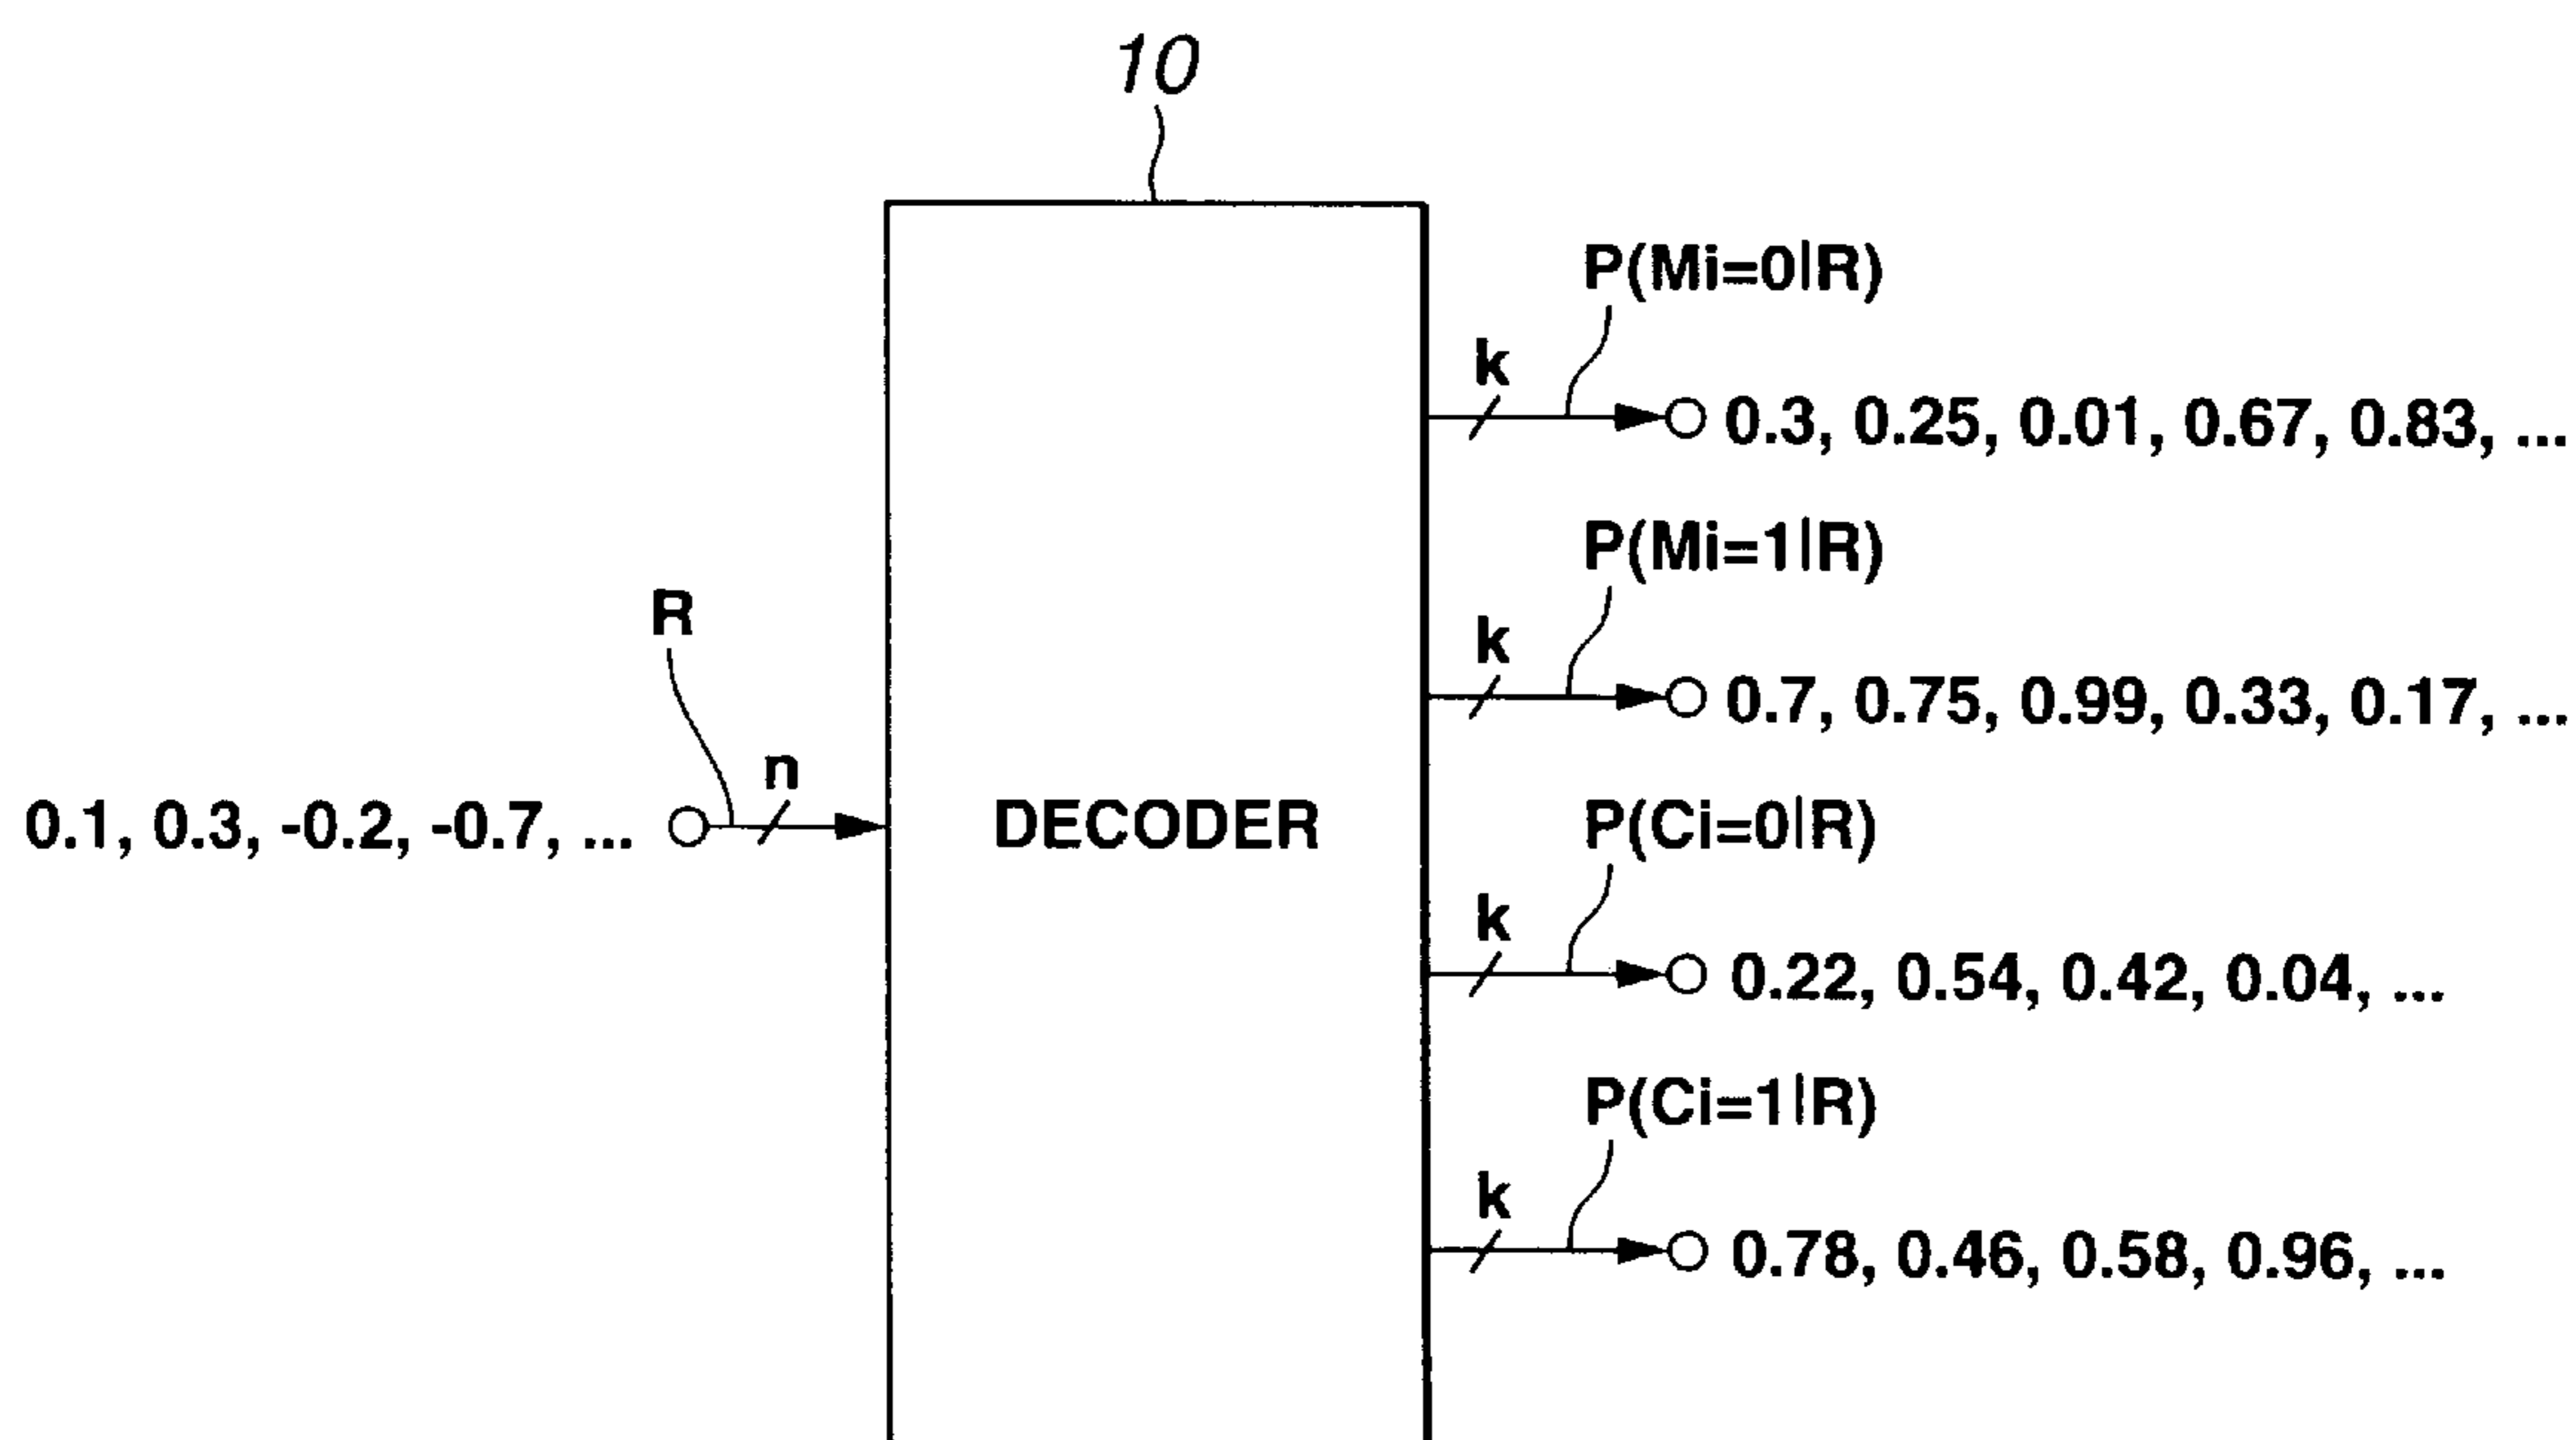 10
P(Mi=0|R)
k
0.3, 0.25, 0.01, 0.67, 0.83, ...
P(Mi=1|R)
k
0.7, 0.75, 0.99, 0.33, 0.17, ...
R
n
0.1, 0.3, -0.2, -0.7, ...
DECODER
P(Ci=0|R)
k
0.22, 0.54, 0.42, 0.04, ...
P(Ci=1|R)
k
0.78, 0.46, 0.58, 0.96, ...